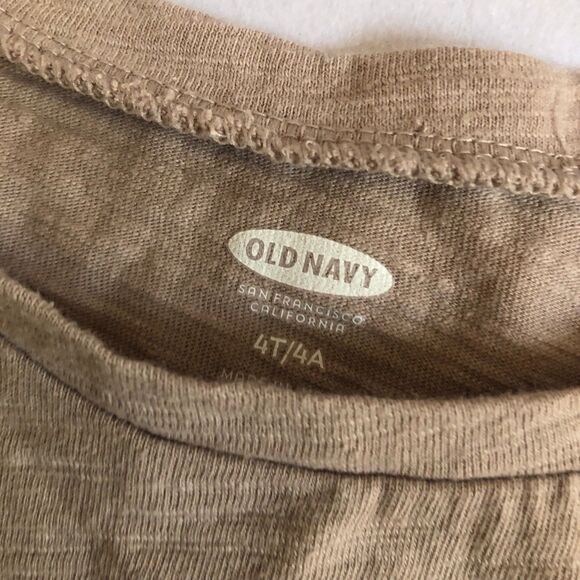 OLD NAVY
SAN FRANCISCO
CALIFORNIA
4T/4A